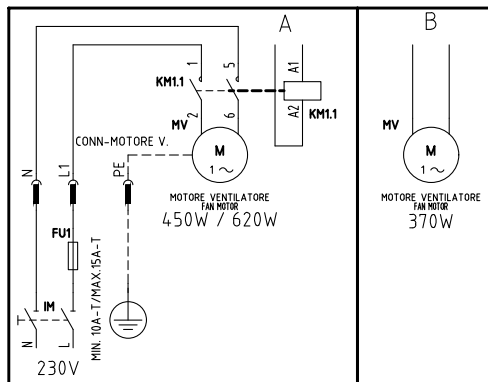 A
B
1
5
KM1.1
A1
A2
KM1.1
2
6
MV
MV
CONN-MOTORE V.
M
1 ~
M
1 ~
N
L1
PE
MOTORE VENTILATORE
FAN MOTOR
450W / 620W
MOTORE VENTILATORE
FAN MOTOR
370W
FU1
MIN. 10A-T/MAX.15A-T
IM
N
L
230V